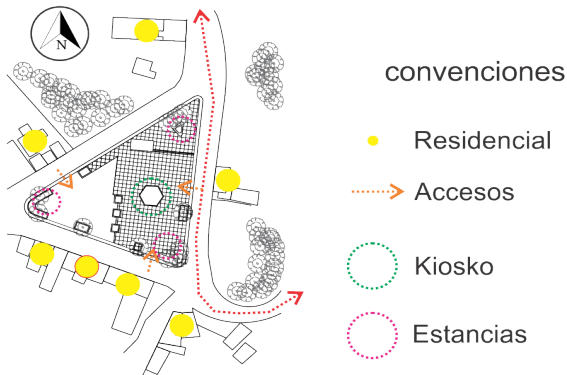 N
convenciones
Residencial
Accesos
Kiosko
Estancias